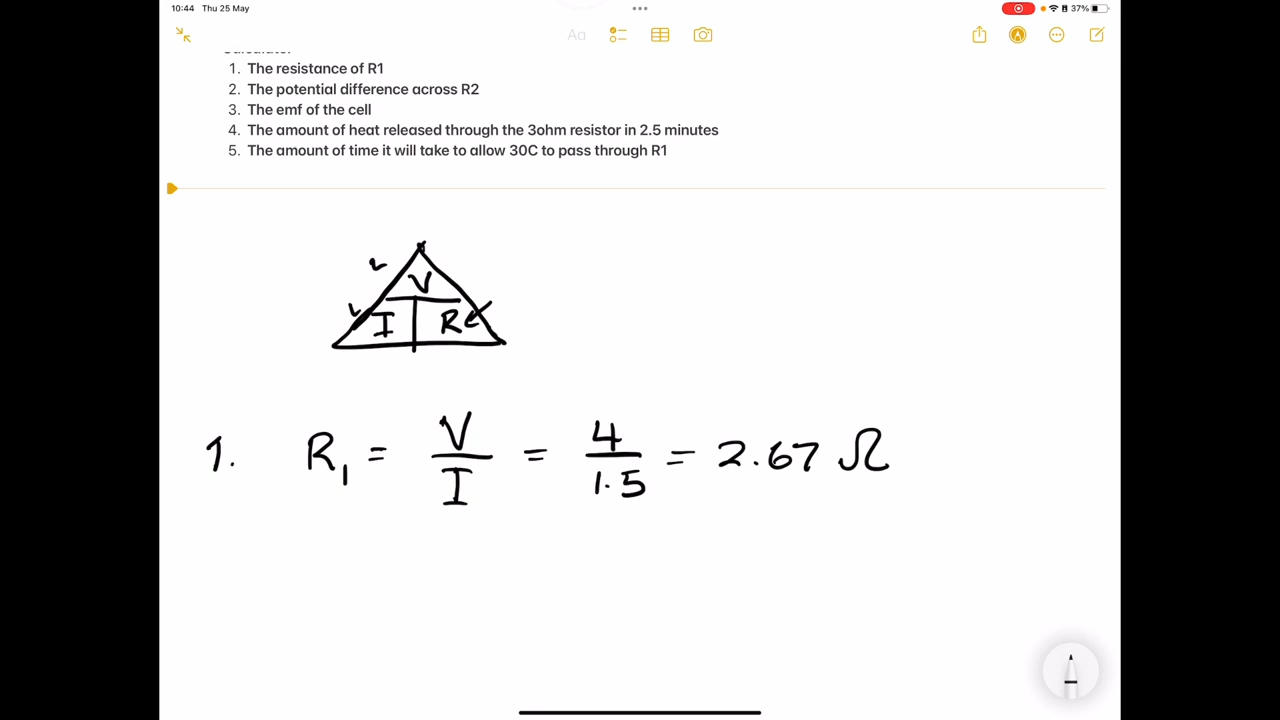 10:44 Thu 25 May
37%
Aa
1. The resistance of R1
2. The potential difference across R2
3. The emf of the cell
4. The amount of heat released through the 3ohm resistor in 2.5 minutes
5. The amount of time it will take to allow 30C to pass through R1
V
I R
1. R₁ = V/I = 4/1.5 = 2.67 Ω